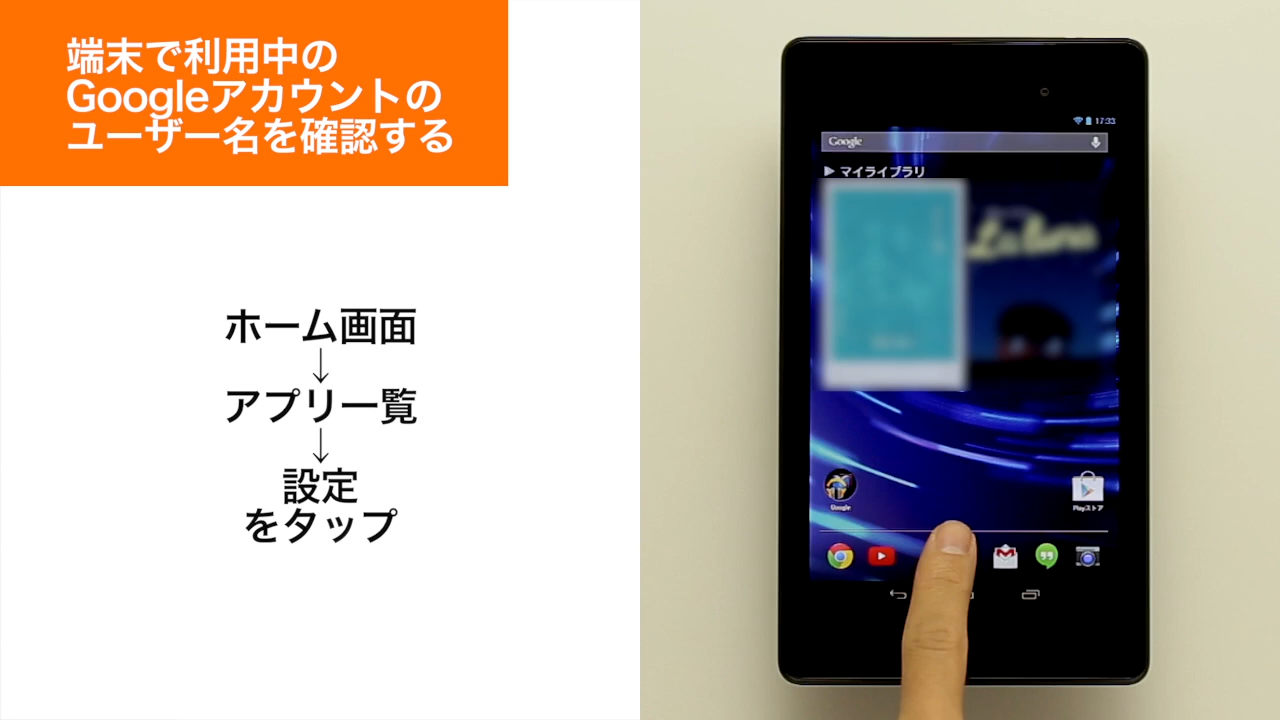 端末で利用中の
Googleアカウントの
ユーザー名を確認する
ホーム画面
↓
アプリ一覧
↓
設定
をタップ
17:33
Google
マイライブラリ
Google
Playストア